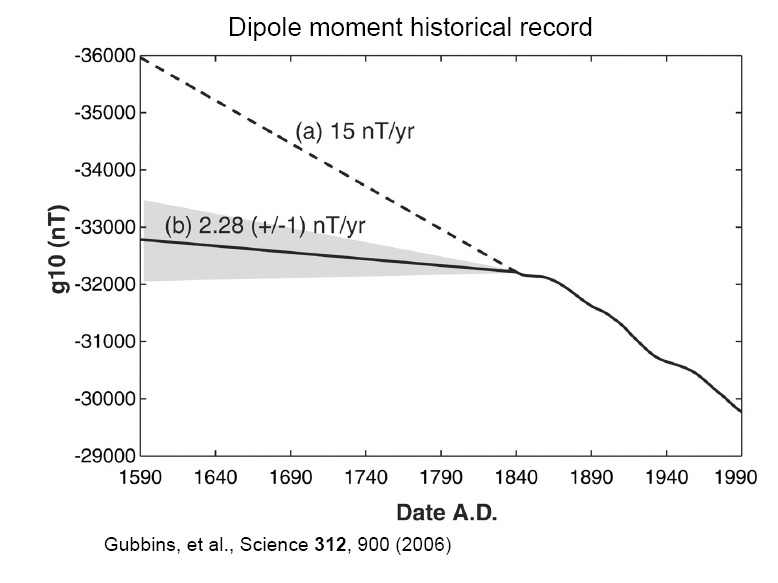 Dipole moment historical record
-36000
-35000
-34000
-33000
-32000
-31000
-30000
-29000
g10 (nT)
(a) 15 nT/yr
(b) 2.28 (+/-1) nT/yr
1590 1640 1690 1740 1790 1840 1890 1940 1990
Date A.D.
Gubbins, et al., Science 312, 900 (2006)